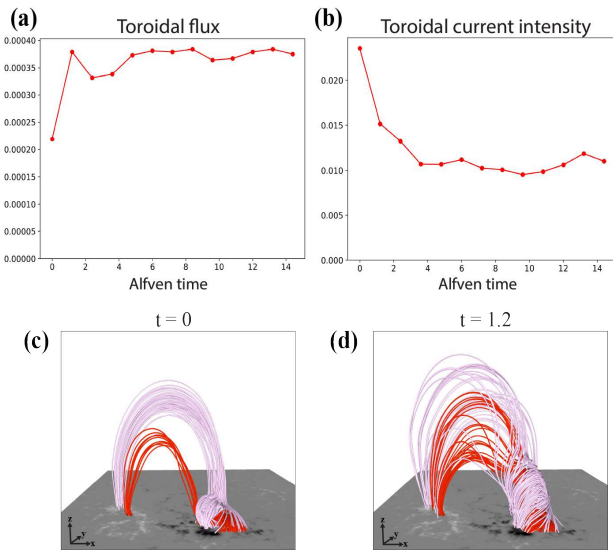 (a)
Toroidal flux
0.00040
0.00035
0.00030
0.00025
0.00020
0.00015
0.00010
0.00005
0.00000
0 2 4 6 8 10 12 14
Alfven time
(b)
Toroidal current intensity
0.020
0.015
0.010
0.005
0.000
0 2 4 6 8 10 12 14
Alfven time
(c)
t = 0
z
y
x
(d)
t = 1.2
z
y
x